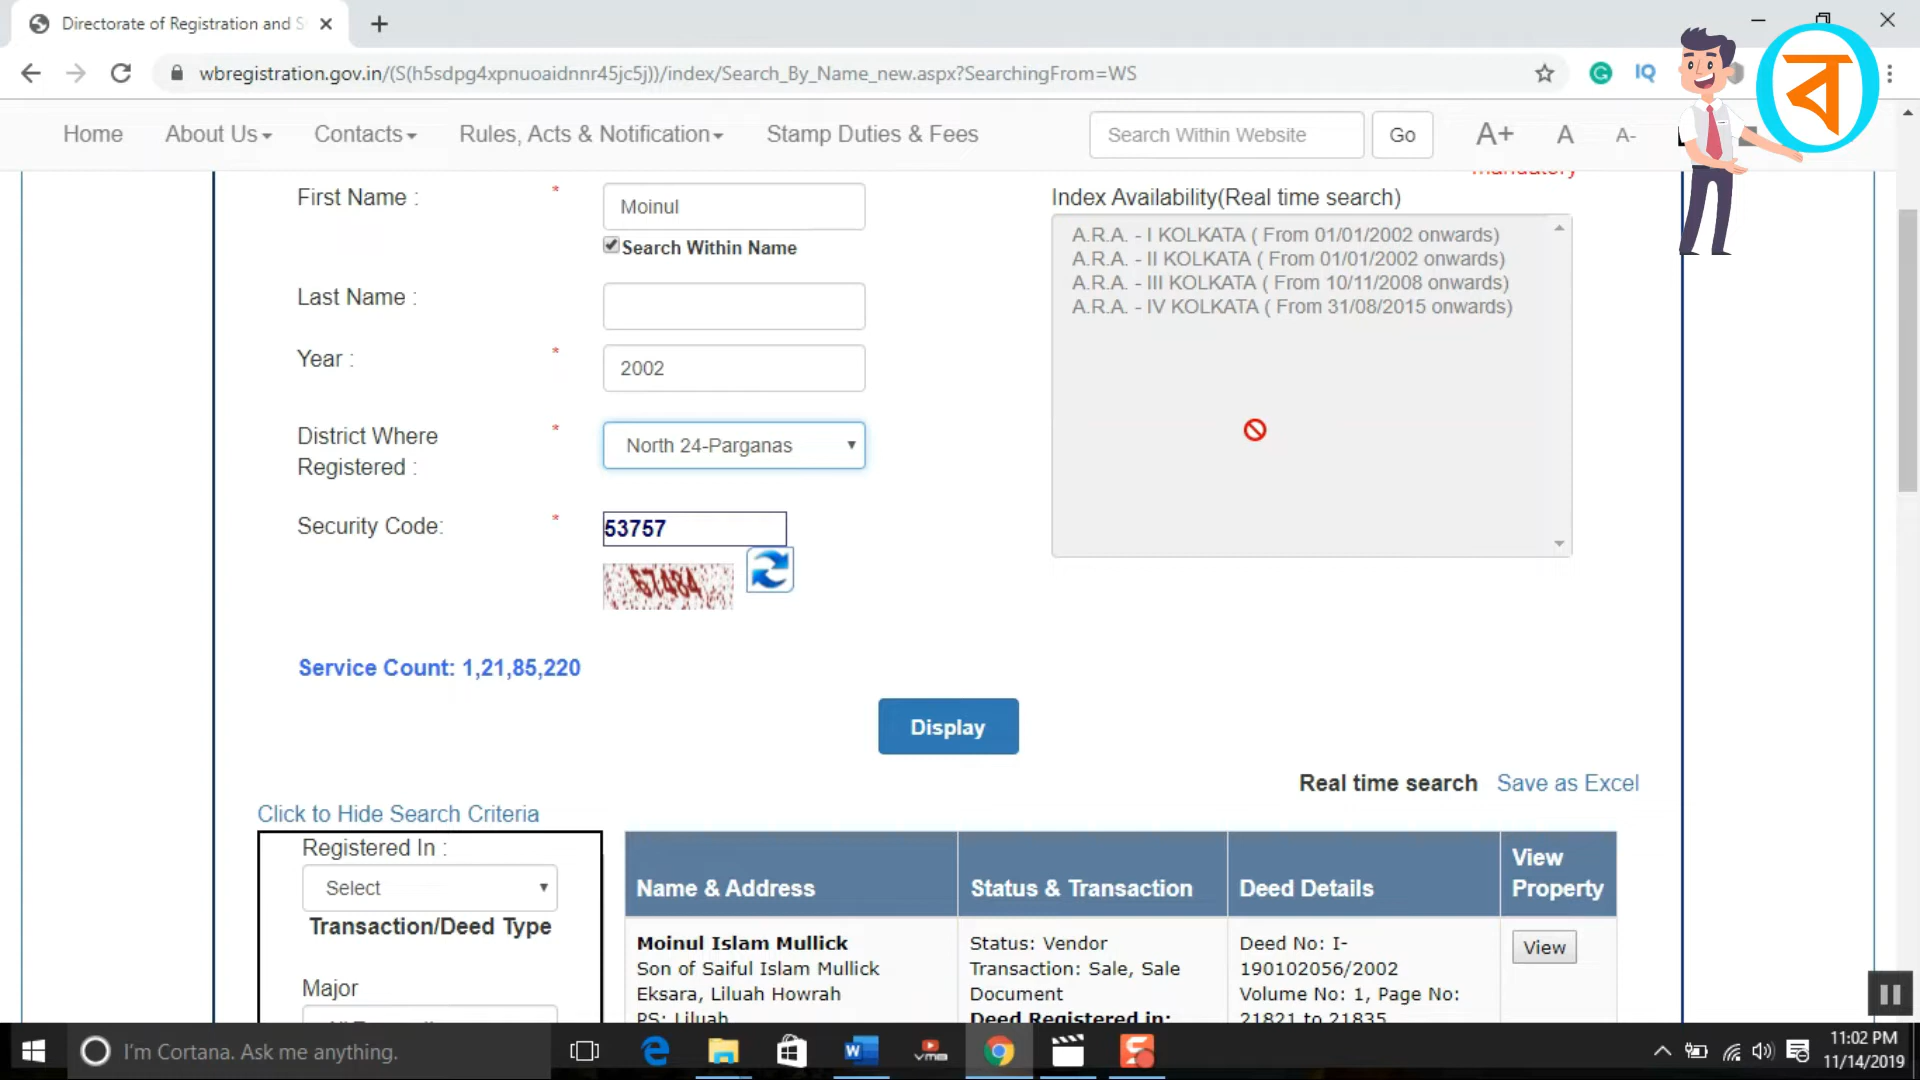 Directorate of Registration and S
wbregistration.gov.in/(S(h5sdpg4xpnuoaidnnr45jc5j))/index/Search_By_Name_new.aspx?SearchingFrom=WS
IQ
ব
Home
About Us
Contacts
Rules, Acts & Notification
Stamp Duties & Fees
Search Within Website
Go
A+
A
A-
mandatory
First Name :
*
Moinul
Search Within Name
Last Name :
Year :
*
2002
District Where
Registered :
*
North 24-Parganas
Security Code:
*
53757
67484
Index Availability(Real time search)
A.R.A. - I KOLKATA ( From 01/01/2002 onwards)
A.R.A. - II KOLKATA ( From 01/01/2002 onwards)
A.R.A. - III KOLKATA ( From 10/11/2008 onwards)
A.R.A. - IV KOLKATA ( From 31/08/2015 onwards)
Service Count: 1,21,85,220
Display
Real time search
Save as Excel
Click to Hide Search Criteria
Registered In :
Select
Transaction/Deed Type
Major
Name & Address
Status & Transaction
Deed Details
View
Property
Moinul Islam Mullick
Son of Saiful Islam Mullick
Eksara, Liluah Howrah
PS: Liluah
Status: Vendor
Transaction: Sale, Sale
Document
Deed Registered in:
Deed No: I-
190102056/2002
Volume No: 1, Page No:
21821 to 21835
View
I'm Cortana. Ask me anything.
11:02 PM
11/14/2019